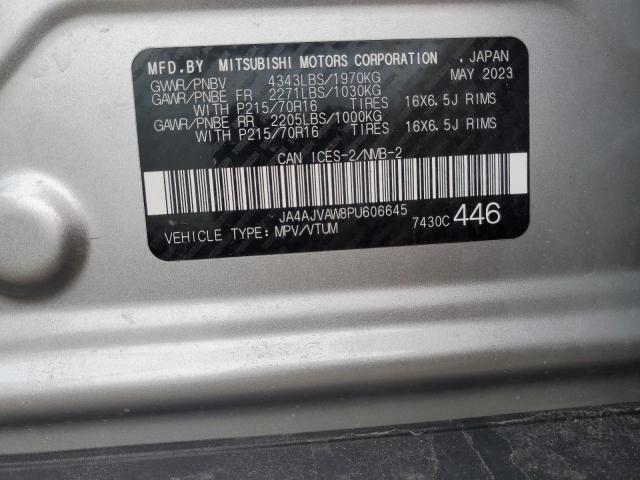 MFD.BY MITSUBISHI MOTORS CORPORATION , JAPAN
GVWR/PNBV 4343LBS/1970KG MAY 2023
GAWR/PNBE FR 2271LBS/1030KG
WITH P215/70R16 TIRES 16X6.5J RIMS
GAWR/PNBE RR 2205LBS/1000KG
WITH P215/70R16 TIRES 16X6.5J RIMS
CAN ICES-2/NMB-2
JA4AJVAW8PU606645
VEHICLE TYPE: MPV/VTUM 7430C 446